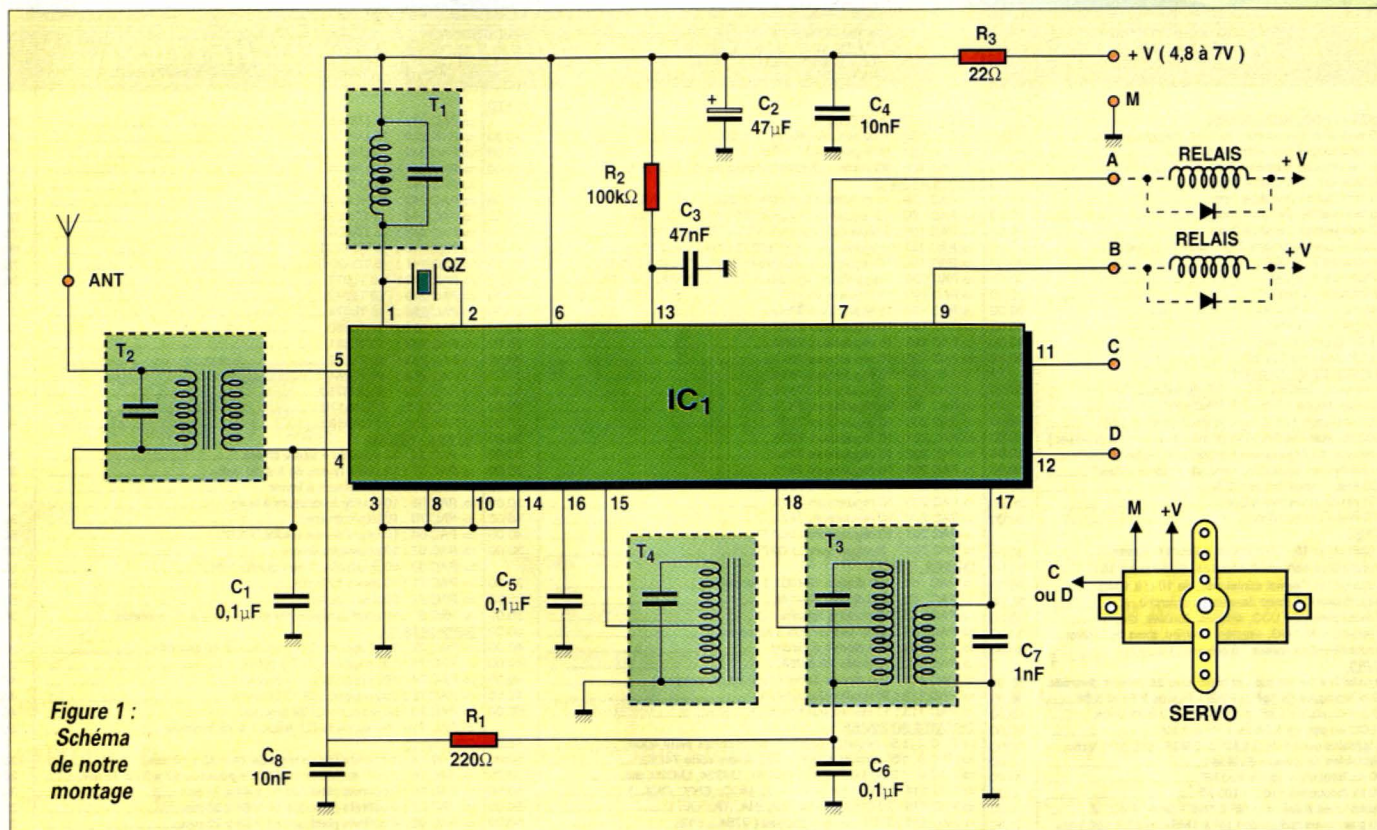 R3
22Ω
+ V ( 4,8 à 7V )
M
T1
+
C2
47µF
C4
10nF
A
RELAIS
+ V
R2
100kΩ
C3
47nF
B
RELAIS
+ V
QZ
ANT
1
2
6
13
7
9
T2
5
4
IC1
11
C
12
D
3
8
10
14
16
15
18
17
C1
0,1µF
C5
0,1µF
T4
T3
C7
1nF
M
+V
C
ou D
SERVO
Figure 1 :
Schéma
de notre
montage
C8
10nF
R1
220Ω
C6
0,1µF